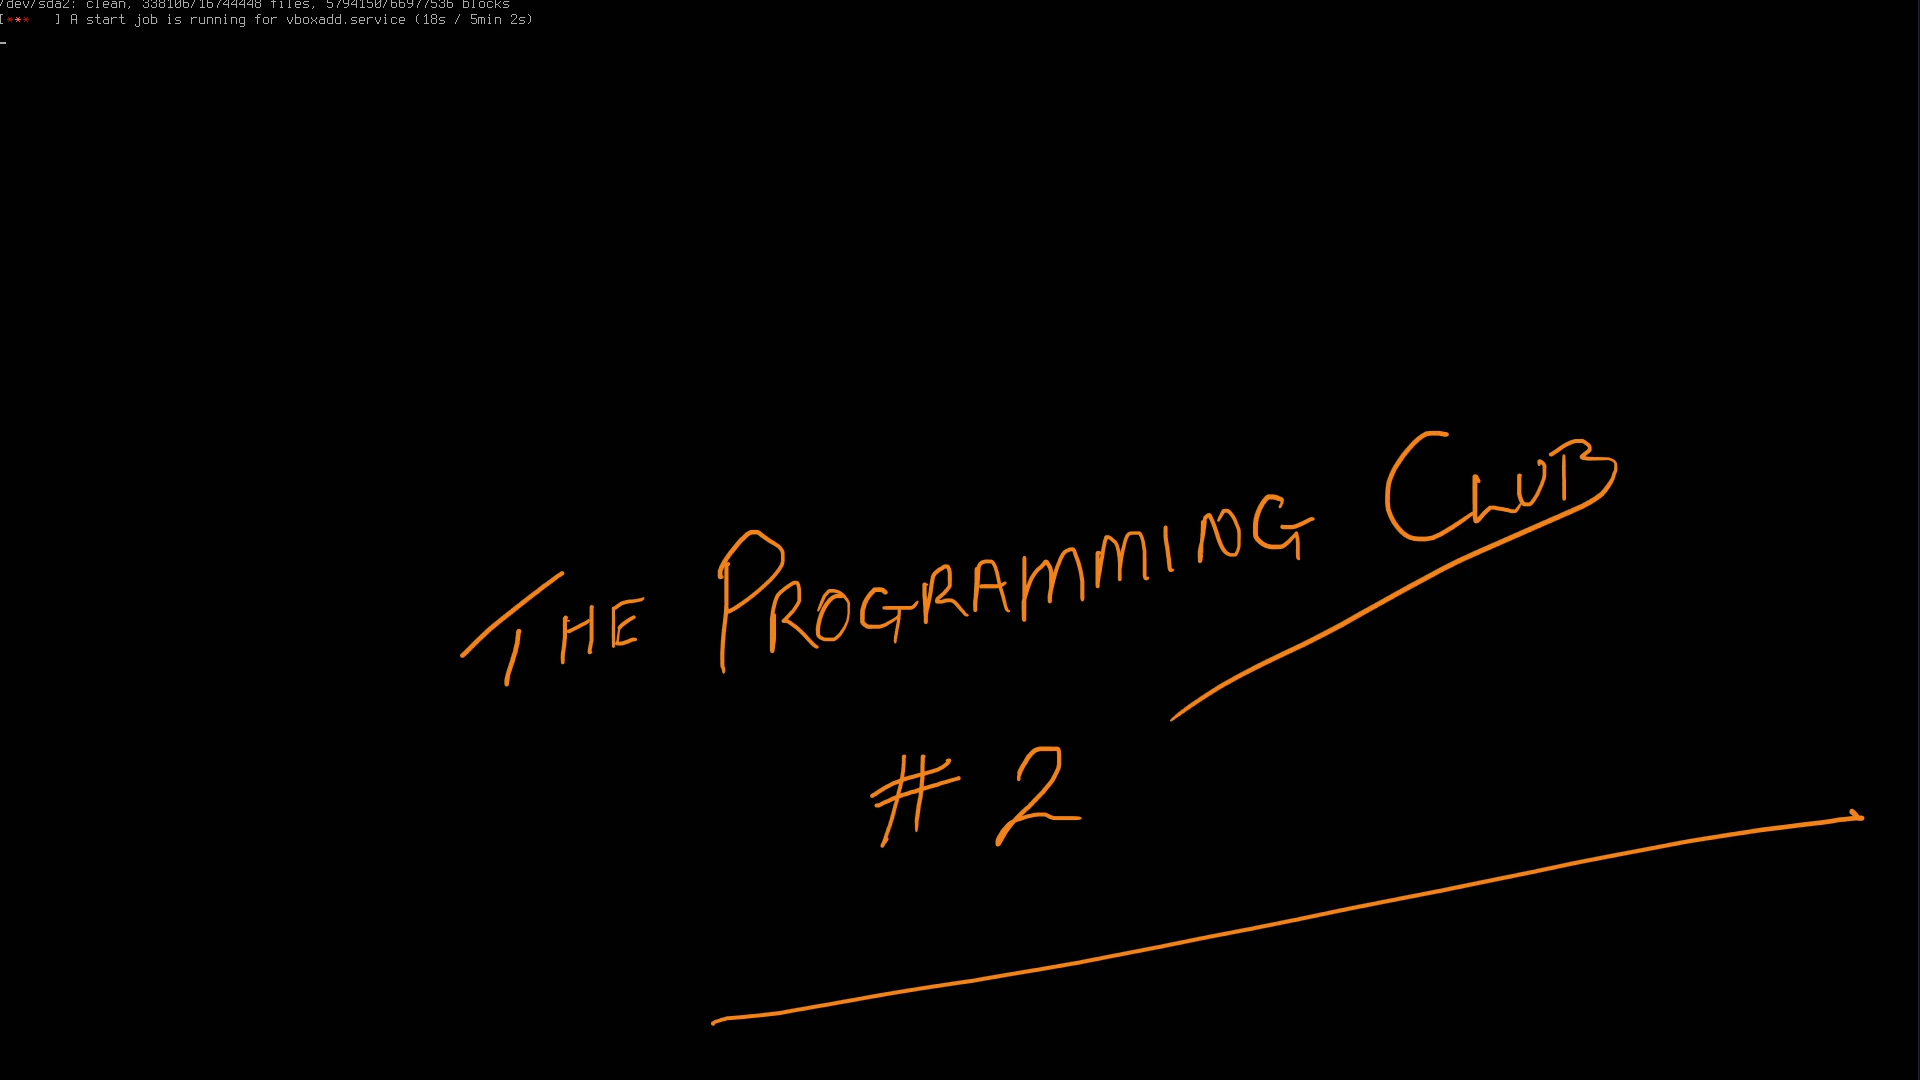 /dev/sda2: clean, 338106/16744448 files, 5794150/66977536 blocks
[***   ] A start job is running for vboxadd.service (18s / 5min 2s)
THE PROGRAMMING CLUB
# 2